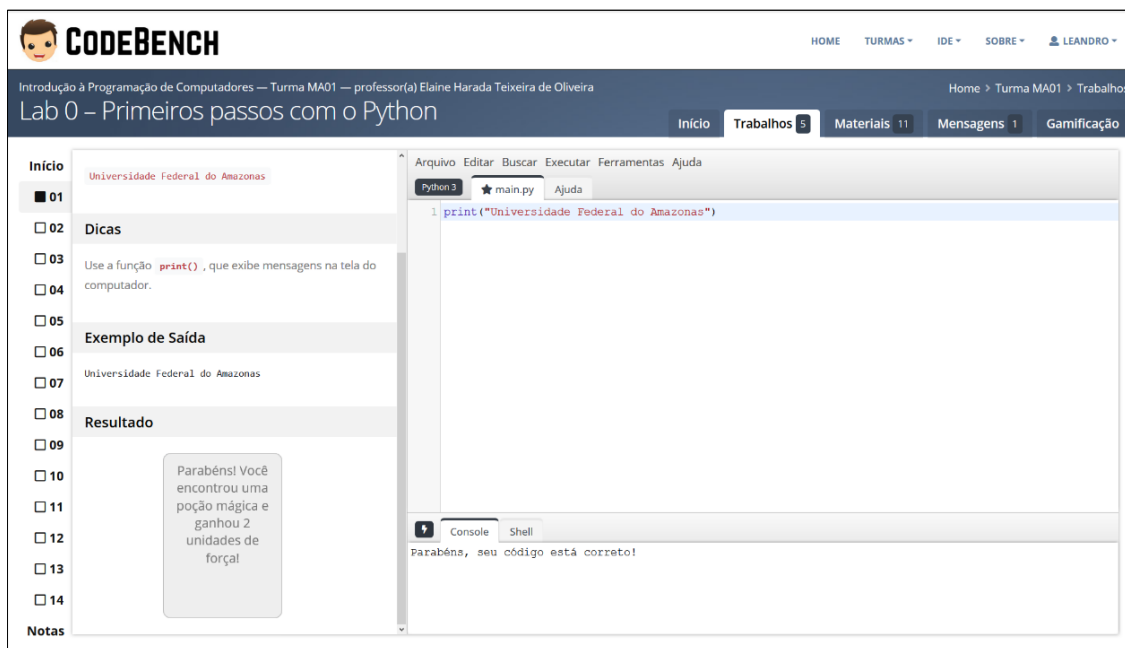 CODEBENCH
HOME TURMAS IDE SOBRE LEANDRO
Introdução à Programação de Computadores — Turma MA01 — professor(a) Elaine Harada Teixeira de Oliveira
Home > Turma MA01 > Trabalhos
Lab 0 – Primeiros passos com o Python
Início Trabalhos 5 Materiais 11 Mensagens 1 Gamificação
Início
01
02
03
04
05
06
07
08
09
10
11
12
13
14
Notas
Universidade Federal do Amazonas
Dicas
Use a função print() , que exibe mensagens na tela do
computador.
Exemplo de Saída
Universidade Federal do Amazonas
Resultado
Parabéns! Você
encontrou uma
poção mágica e
ganhou 2
unidades de
força!
Arquivo Editar Buscar Executar Ferramentas Ajuda
Python 3 main.py Ajuda
1 print("Universidade Federal do Amazonas")
Console Shell
Parabéns, seu código está correto!